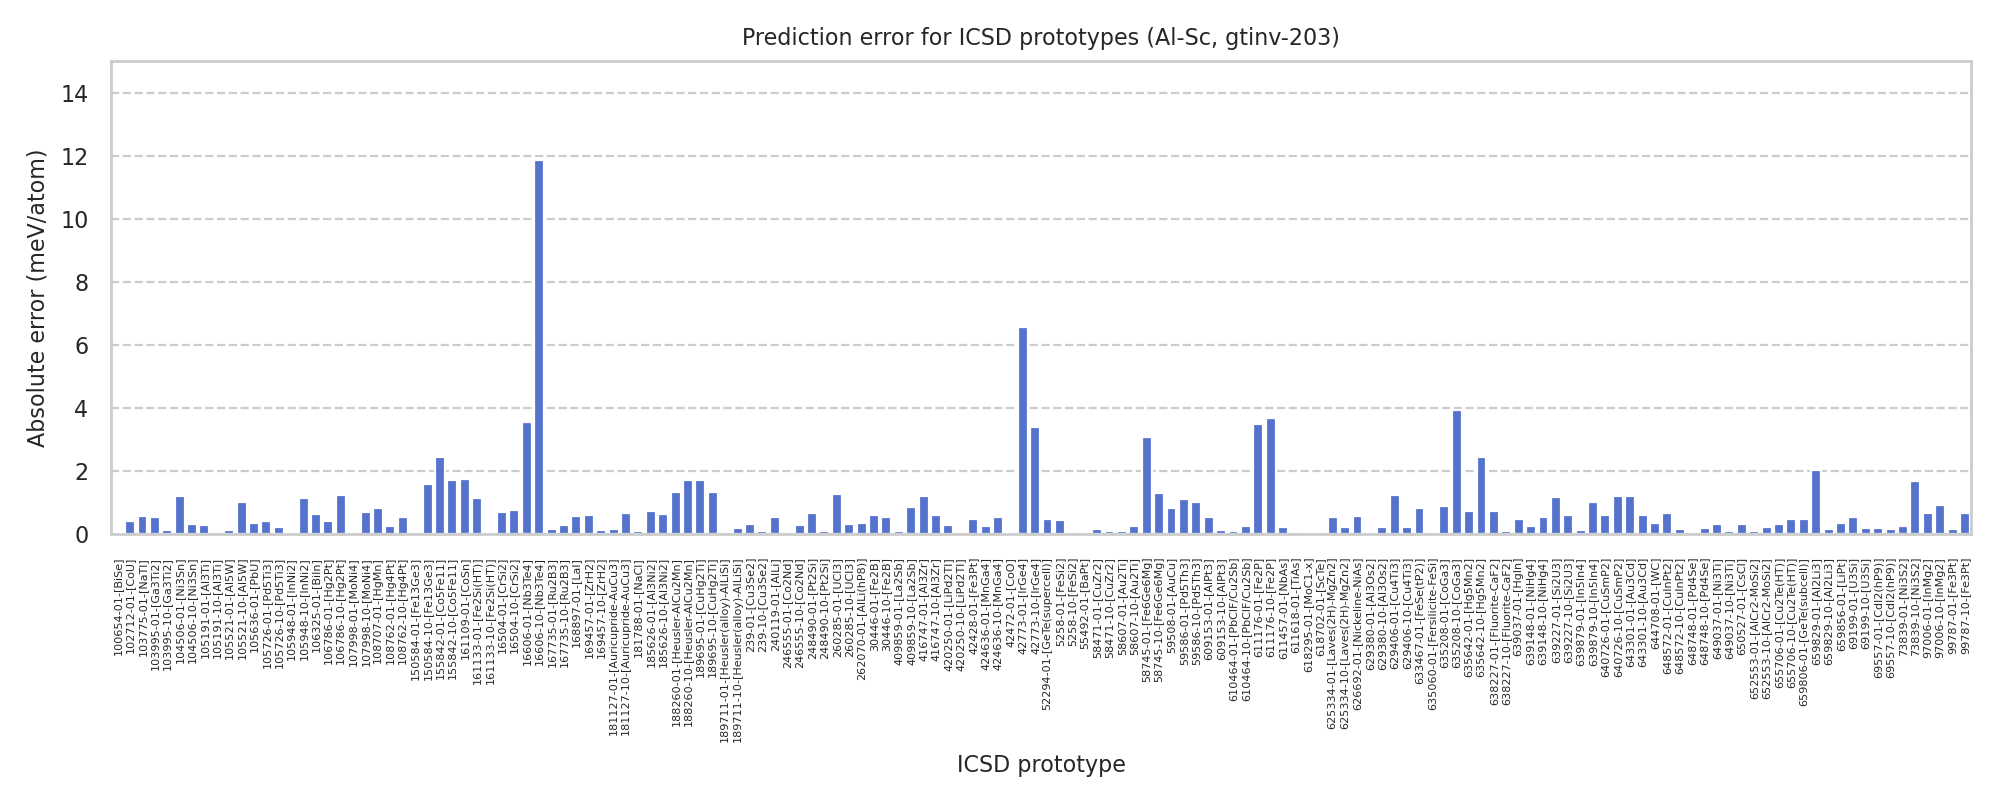 Prediction error for ICSD prototypes (Al-Sc, gtinv-203)
Absolute error (meV/atom)
14
12
10
8
6
4
2
0
100654-01-[BiSe]
102712-01-[CoU]
103775-01-[NaTl]
103995-01-[Ga3Ti2]
103995-10-[Ga3Ti2]
104506-01-[Ni3Sn]
104506-10-[Ni3Sn]
105191-01-[Al3Ti]
105191-10-[Al3Ti]
105521-01-[Al5W]
105521-10-[Al5W]
105636-01-[PbU]
105726-01-[Pd5Ti3]
105726-10-[Pd5Ti3]
105948-01-[InNi2]
105948-10-[InNi2]
106325-01-[BiIn]
106786-01-[Hg2Pt]
106786-10-[Hg2Pt]
107998-01-[MoNi4]
107998-10-[MoNi4]
108707-01-[HgMn]
108762-01-[Hg4Pt]
108762-10-[Hg4Pt]
150584-01-[Fe13Ge3]
150584-10-[Fe13Ge3]
155842-01-[Co5Fe11]
155842-10-[Co5Fe11]
161109-01-[CoSn]
161133-01-[Fe2Si(HT)]
161133-10-[Fe2Si(HT)]
16504-01-[CrSi2]
16504-10-[CrSi2]
16606-01-[Nb3Te4]
16606-10-[Nb3Te4]
167735-01-[Ru2B3]
167735-10-[Ru2B3]
168897-01-[LaI]
169457-01-[ZrH2]
169457-10-[ZrH2]
181127-01-[Auricupride-AuCu3]
181127-10-[Auricupride-AuCu3]
181788-01-[NaCl]
185626-01-[Al3Ni2]
185626-10-[Al3Ni2]
188260-01-[Heusler-AlCu2Mn]
188260-10-[Heusler-AlCu2Mn]
189695-01-[CuHg2Ti]
189695-10-[CuHg2Ti]
189711-01-[Heusler(alloy)-AlLiSi]
189711-10-[Heusler(alloy)-AlLiSi]
239-01-[Cu3Se2]
239-10-[Cu3Se2]
240119-01-[AlLi]
246555-01-[Co2Nd]
246555-10-[Co2Nd]
248490-01-[Pt2Si]
248490-10-[Pt2Si]
260285-01-[UCl3]
260285-10-[UCl3]
262070-01-[AlLi(hP8)]
30446-01-[Fe2B]
30446-10-[Fe2B]
409859-01-[La2Sb]
409859-10-[La2Sb]
416747-01-[Al3Zr]
416747-10-[Al3Zr]
420250-01-[LiPd2Tl]
420250-10-[LiPd2Tl]
42428-01-[Fe3Pt]
424636-01-[MnGa4]
424636-10-[MnGa4]
42472-01-[CoO]
42773-01-[IrGe4]
42773-10-[IrGe4]
52294-01-[GeTe(supercell)]
5258-01-[FeSi2]
5258-10-[FeSi2]
55492-01-[BaPt]
58471-01-[CuZr2]
58471-10-[CuZr2]
58607-01-[Au2Ti]
58607-10-[Au2Ti]
58745-01-[Fe6Ge6Mg]
58745-10-[Fe6Ge6Mg]
59508-01-[AuCu]
59586-01-[Pd5Th3]
59586-10-[Pd5Th3]
609153-01-[AlPt3]
609153-10-[AlPt3]
610464-01-[PbClF/Cu2Sb]
610464-10-[PbClF/Cu2Sb]
611176-01-[Fe2P]
611176-10-[Fe2P]
611457-01-[NbAs]
611618-01-[TiAs]
618295-01-[MoC1-x]
618702-01-[ScTe]
625334-01-[Laves(2H)-MgZn2]
625334-10-[Laves(2H)-MgZn2]
626692-01-[Nickeline-NiAs]
629380-01-[Al3Os2]
629380-10-[Al3Os2]
629406-01-[Cu4Ti3]
629406-10-[Cu4Ti3]
633467-01-[FeSe(tP2)]
635060-01-[Fersilicite-FeSi]
635208-01-[CoGa3]
635208-10-[CoGa3]
635642-01-[Hg5Mn2]
635642-10-[Hg5Mn2]
638227-01-[Fluorite-CaF2]
638227-10-[Fluorite-CaF2]
639037-01-[HgIn]
639148-01-[NiHg4]
639148-10-[NiHg4]
639227-01-[Si2U3]
639227-10-[Si2U3]
639879-01-[In5In4]
639879-10-[In5In4]
640726-01-[CuSmP2]
640726-10-[CuSmP2]
643301-01-[Au3Cd]
643301-10-[Au3Cd]
644708-01-[WC]
648572-01-[CuInPt2]
648572-10-[CuInPt2]
648748-01-[Pd4Se]
648748-10-[Pd4Se]
649037-01-[Ni3Ti]
649037-10-[Ni3Ti]
650527-01-[CsCl]
652553-01-[AlCr2-MoSi2]
652553-10-[AlCr2-MoSi2]
655706-01-[Cu2Te(HT)]
655706-10-[Cu2Te(HT)]
659806-01-[GeTe(subcell)]
659829-01-[Al2Li3]
659829-10-[Al2Li3]
659856-01-[LiPt]
69199-01-[U3Si]
69199-10-[U3Si]
69557-01-[CdI2(hP9)]
69557-10-[CdI2(hP9)]
73839-01-[Ni3S2]
73839-10-[Ni3S2]
97006-01-[InMg2]
97006-10-[InMg2]
99787-01-[Fe3Pt]
99787-10-[Fe3Pt]
ICSD prototype